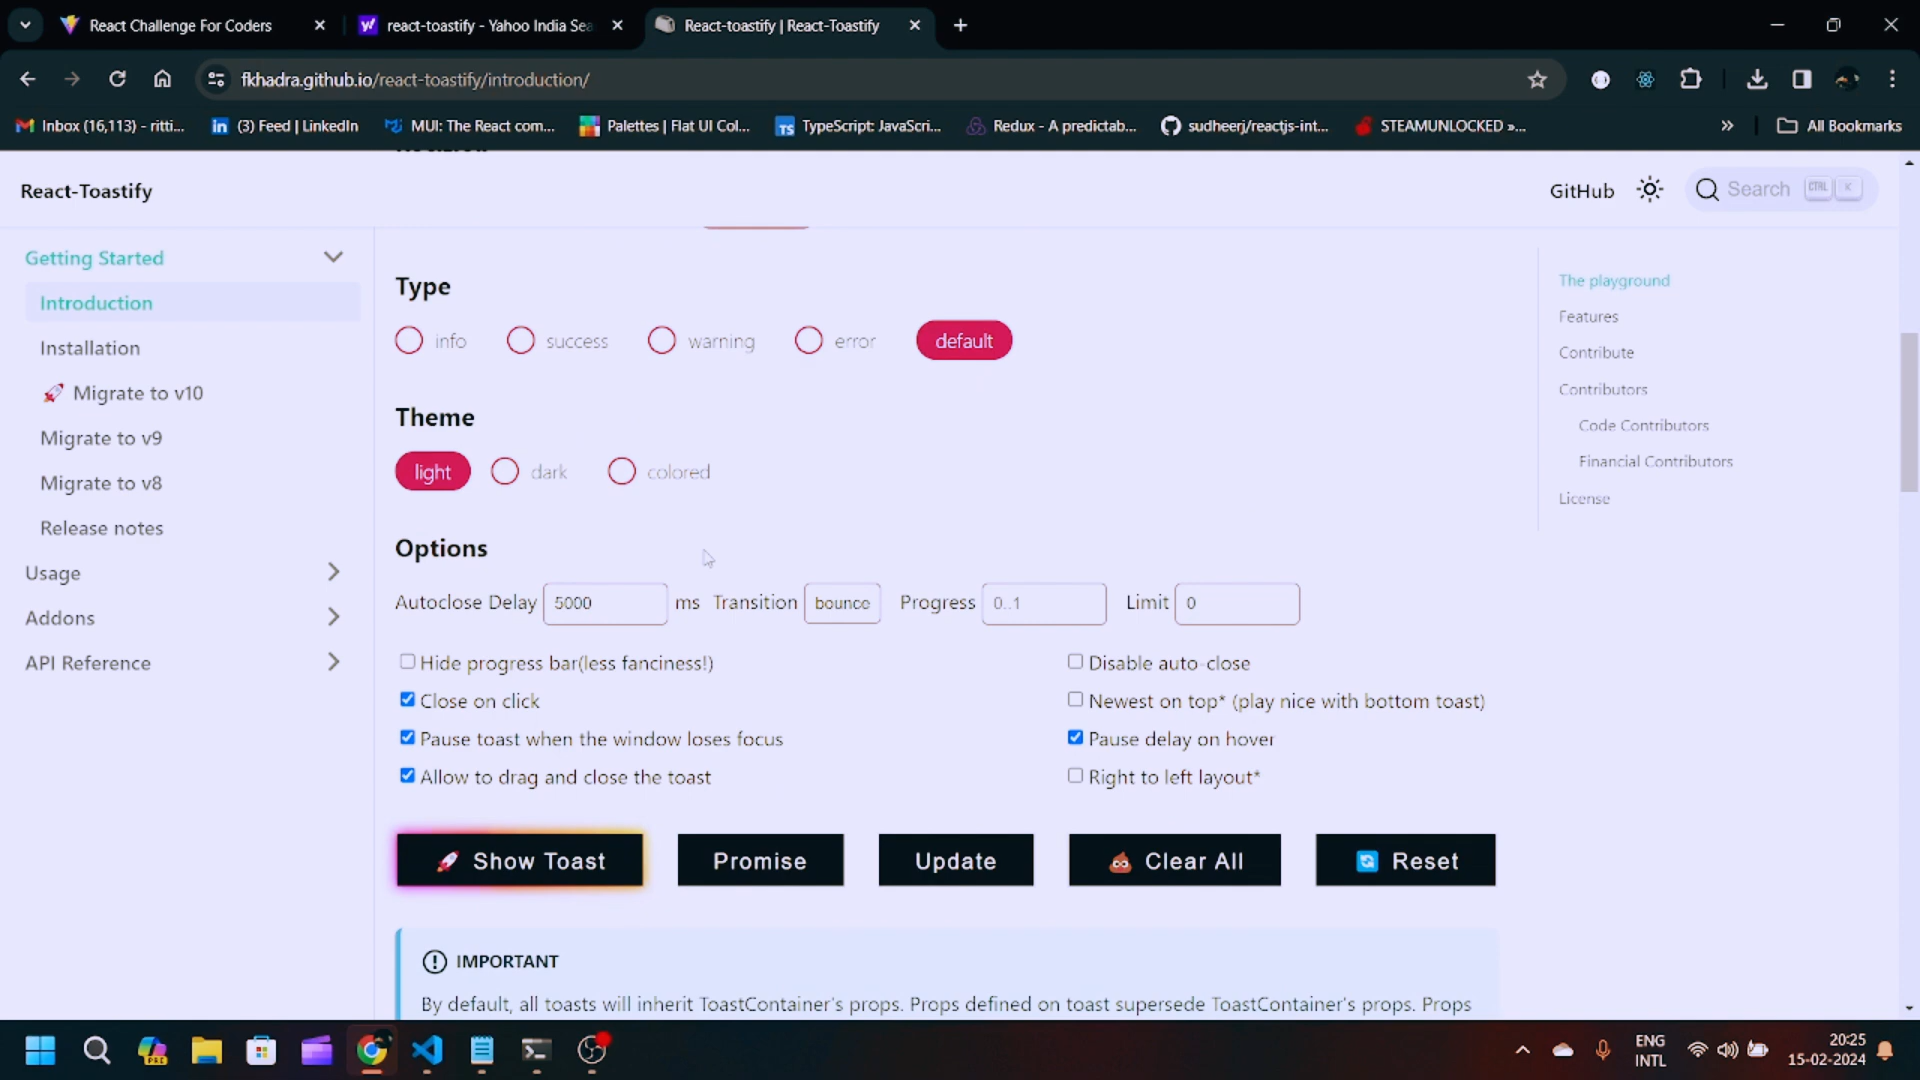 React Challenge For Coders
react-toastify - Yahoo India Sea
React-toastify | React-Toastify
fkhadra.github.io/react-toastify/introduction/
Inbox (16,113) - ritti...
(3) Feed | LinkedIn
MUI: The React com...
Palettes | Flat UI Col...
TypeScript: JavaScri...
Redux - A predictab...
sudheerj/reactjs-int...
STEAMUNLOCKED »...
All Bookmarks
React-Toastify
GitHub
Search CTRL K
Getting Started
Introduction
Installation
🚀 Migrate to v10
Migrate to v9
Migrate to v8
Release notes
Usage
Addons
API Reference
Type
info success warning error default
Theme
light dark colored
Options
Autoclose Delay 5000 ms Transition bounce Progress 0..1 Limit 0
Hide progress bar(less fanciness!)
Disable auto-close
Close on click
Newest on top* (play nice with bottom toast)
Pause toast when the window loses focus
Pause delay on hover
Allow to drag and close the toast
Right to left layout*
🚀 Show Toast
Promise
Update
💩 Clear All
🔄 Reset
IMPORTANT
By default, all toasts will inherit ToastContainer's props. Props defined on toast supersede ToastContainer's props. Props
The playground
Features
Contribute
Contributors
Code Contributors
Financial Contributors
License
ENG
INTL
20:25
15-02-2024